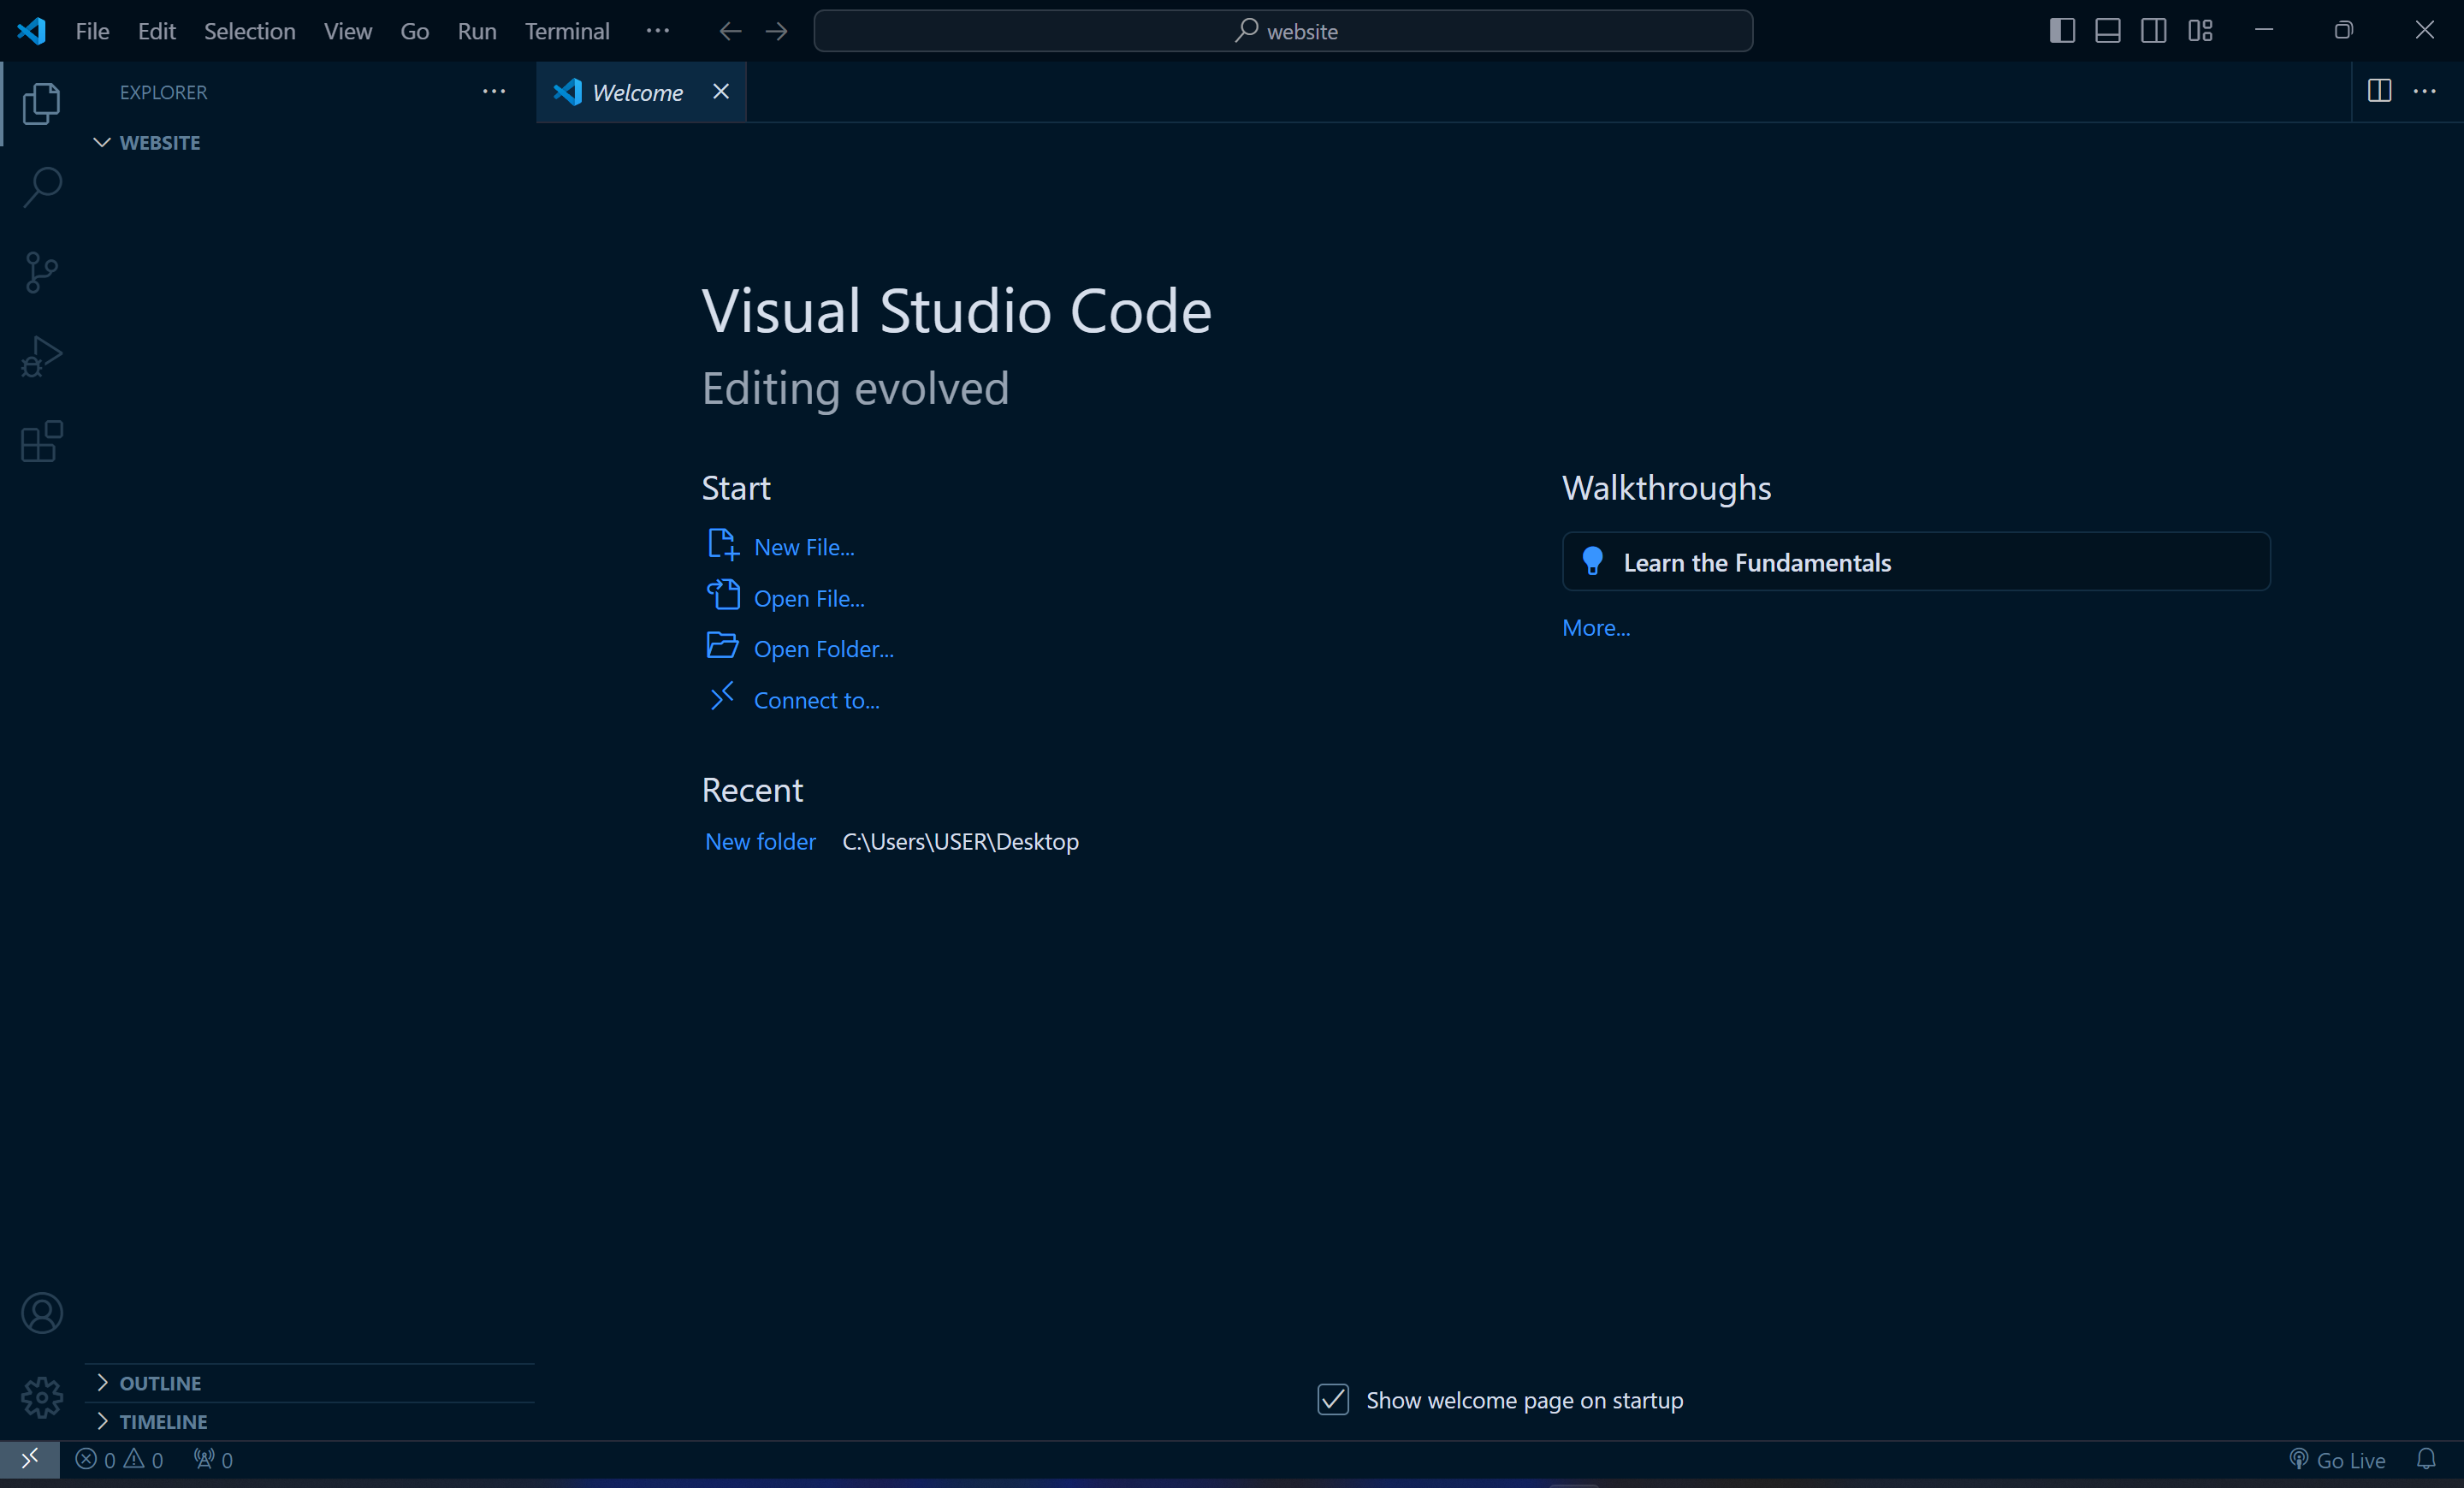 File Edit Selection View Go Run Terminal ··· website
EXPLORER ···
WEBSITE
Welcome
Visual Studio Code
Editing evolved
Start
New File...
Open File...
Open Folder...
Connect to...
Recent
New folder C:\Users\USER\Desktop
Walkthroughs
Learn the Fundamentals
More...
Show welcome page on startup
OUTLINE
TIMELINE
0 0 0 Go Live